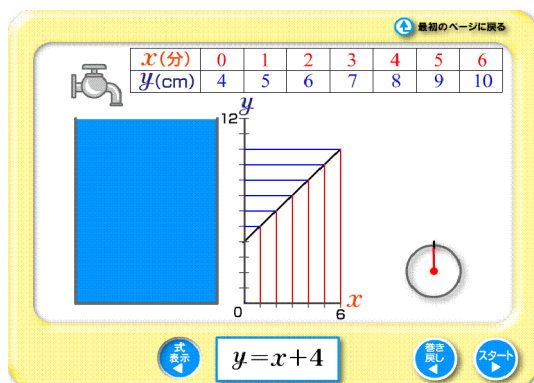 最初のページに戻る
x(分) 0 1 2 3 4 5 6
y(cm) 4 5 6 7 8 9 10
y
12
0
6
x
式表示
y=x+4
巻き戻し
スタート